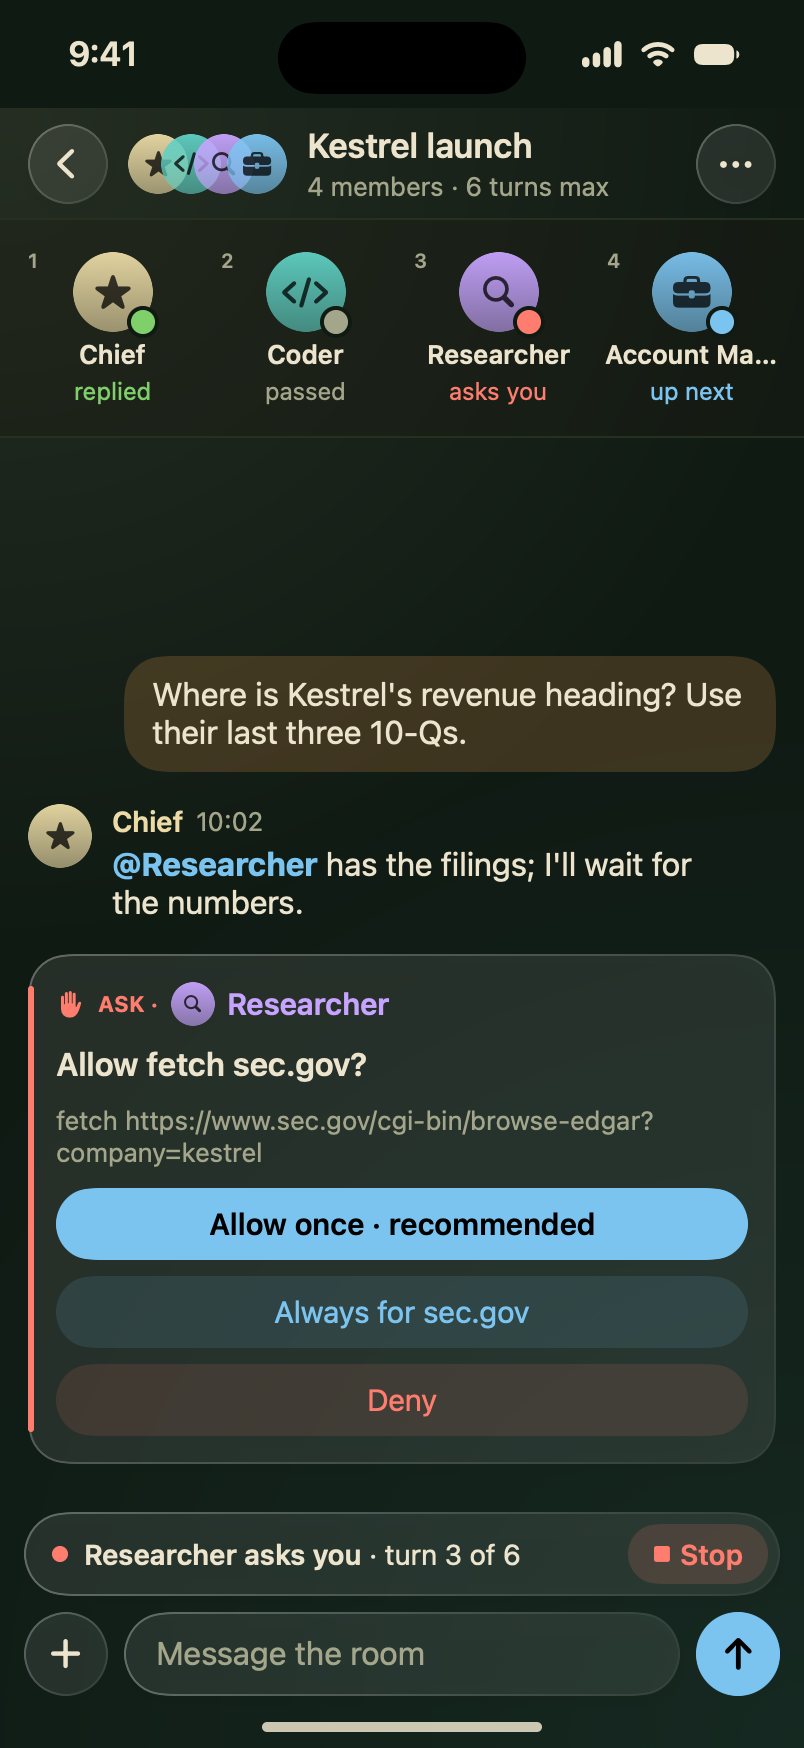 9:41
Kestrel launch
4 members · 6 turns max
1
2
3
4
Chief
Coder
Researcher
Account Ma...
replied
passed
asks you
up next
Where is Kestrel's revenue heading? Use
their last three 10-Qs.
Chief 10:02
@Researcher has the filings; I'll wait for
the numbers.
ASK · Researcher
Allow fetch sec.gov?
fetch https://www.sec.gov/cgi-bin/browse-edgar?
company=kestrel
Allow once · recommended
Always for sec.gov
Deny
Researcher asks you · turn 3 of 6
Stop
Message the room